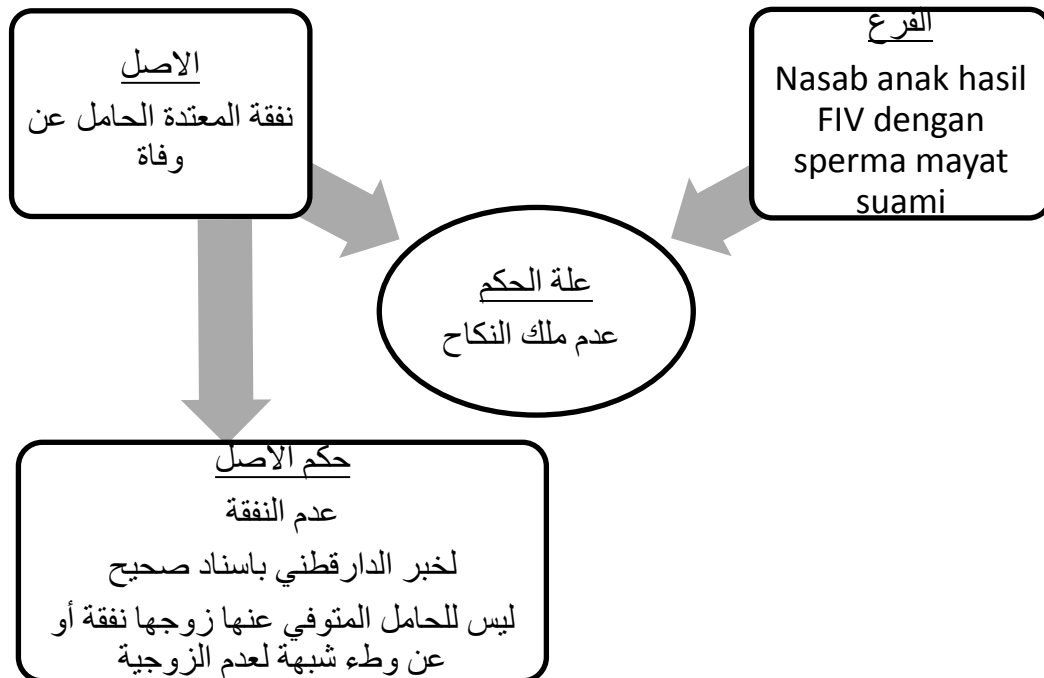 الاصل
نفقة المعتدة الحامل عن
وفاة
الفرع
Nasab anak hasil
FIV dengan
sperma mayat
suami
علة الحكم
عدم ملك النكاح
حكم الاصل
عدم النفقة
لخبر الدارقطني باسناد صحيح
ليس للحامل المتوفي عنها زوجها نفقة أو
عن وطء شبهة لعدم الزوجية